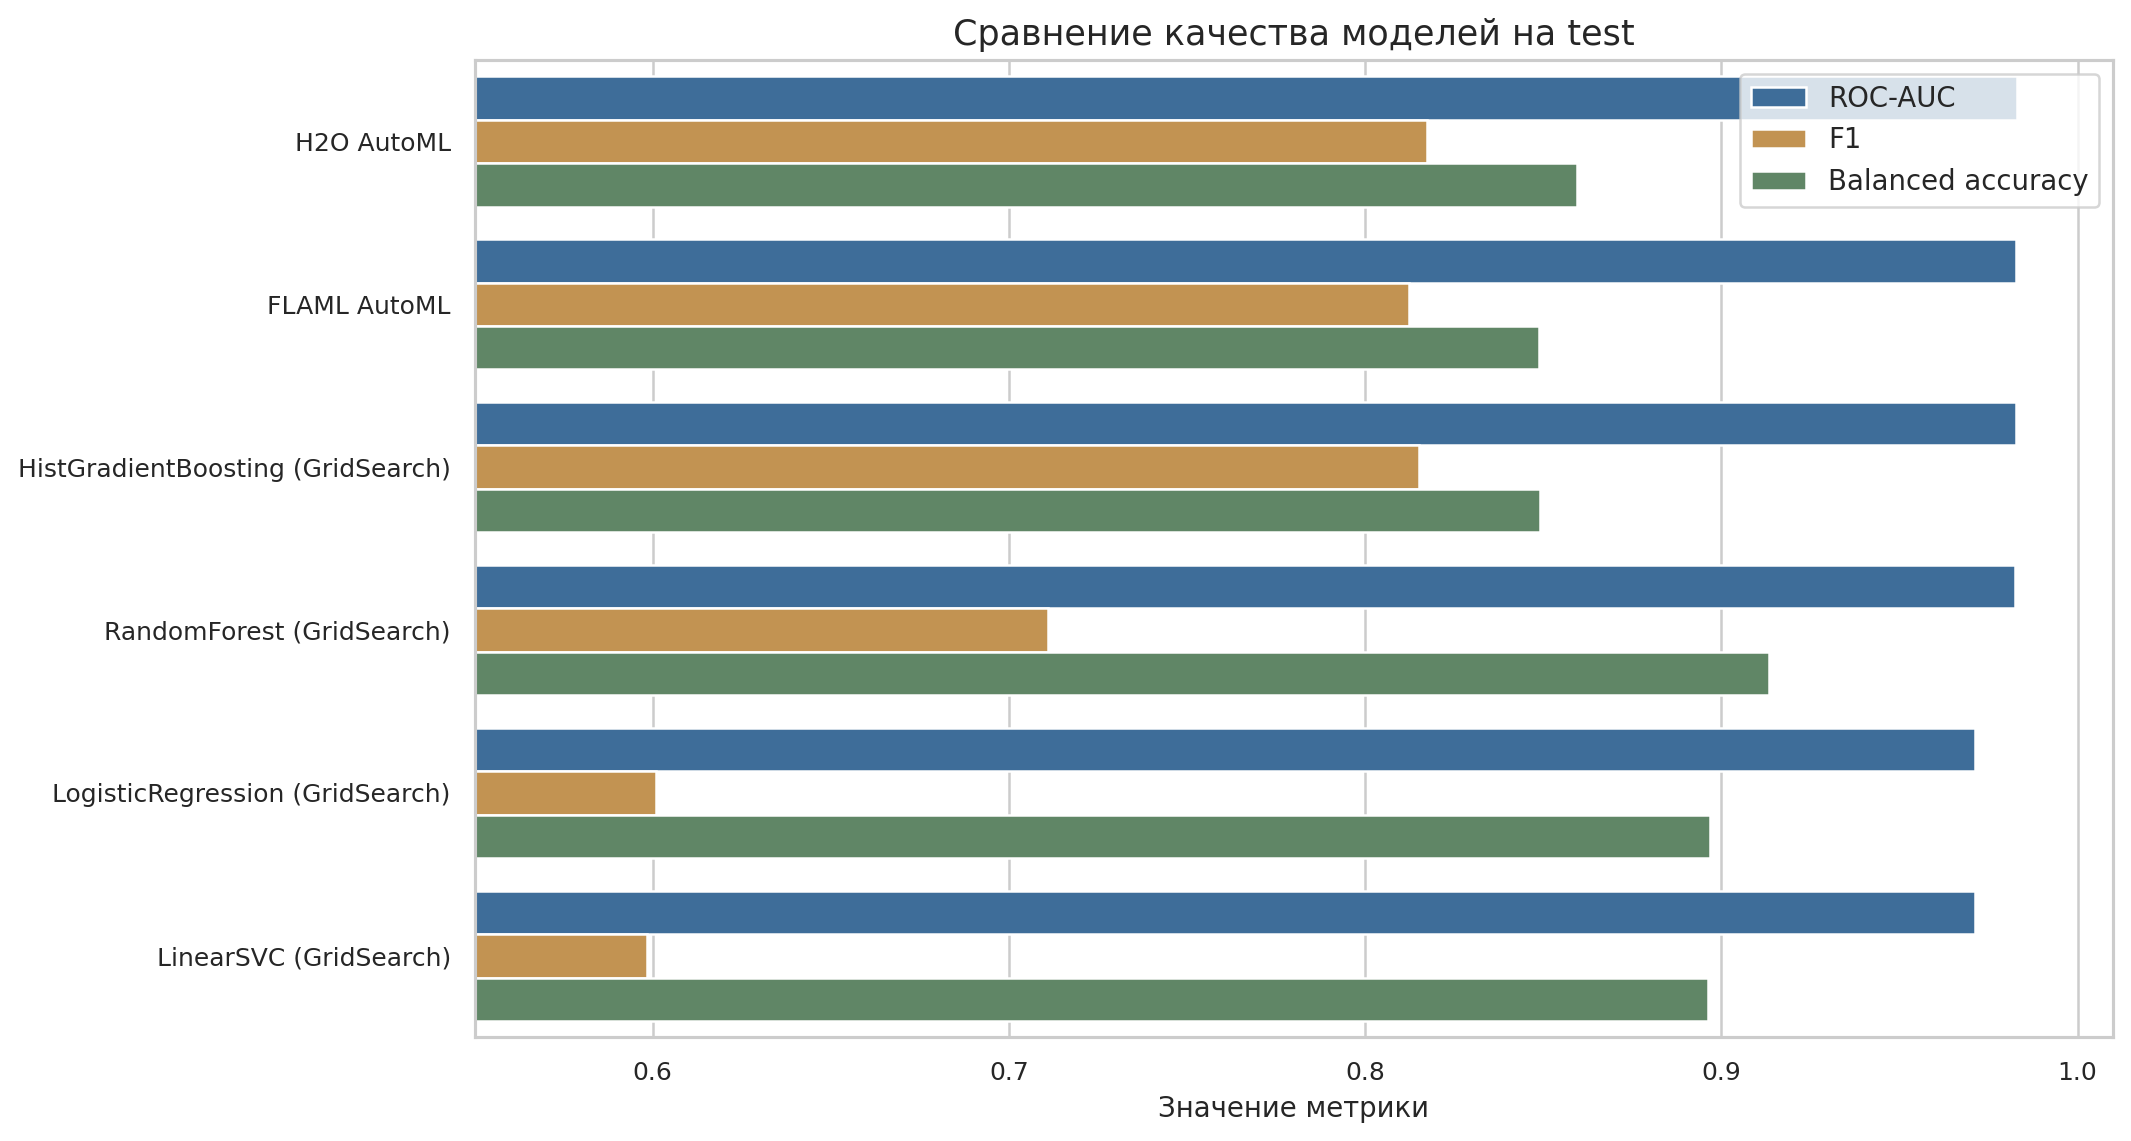 Сравнение качества моделей на test
ROC-AUC
F1
Balanced accuracy
H2O AutoML
FLAML AutoML
HistGradientBoosting (GridSearch)
RandomForest (GridSearch)
LogisticRegression (GridSearch)
LinearSVC (GridSearch)
0.6 0.7 0.8 0.9 1.0
Значение метрики